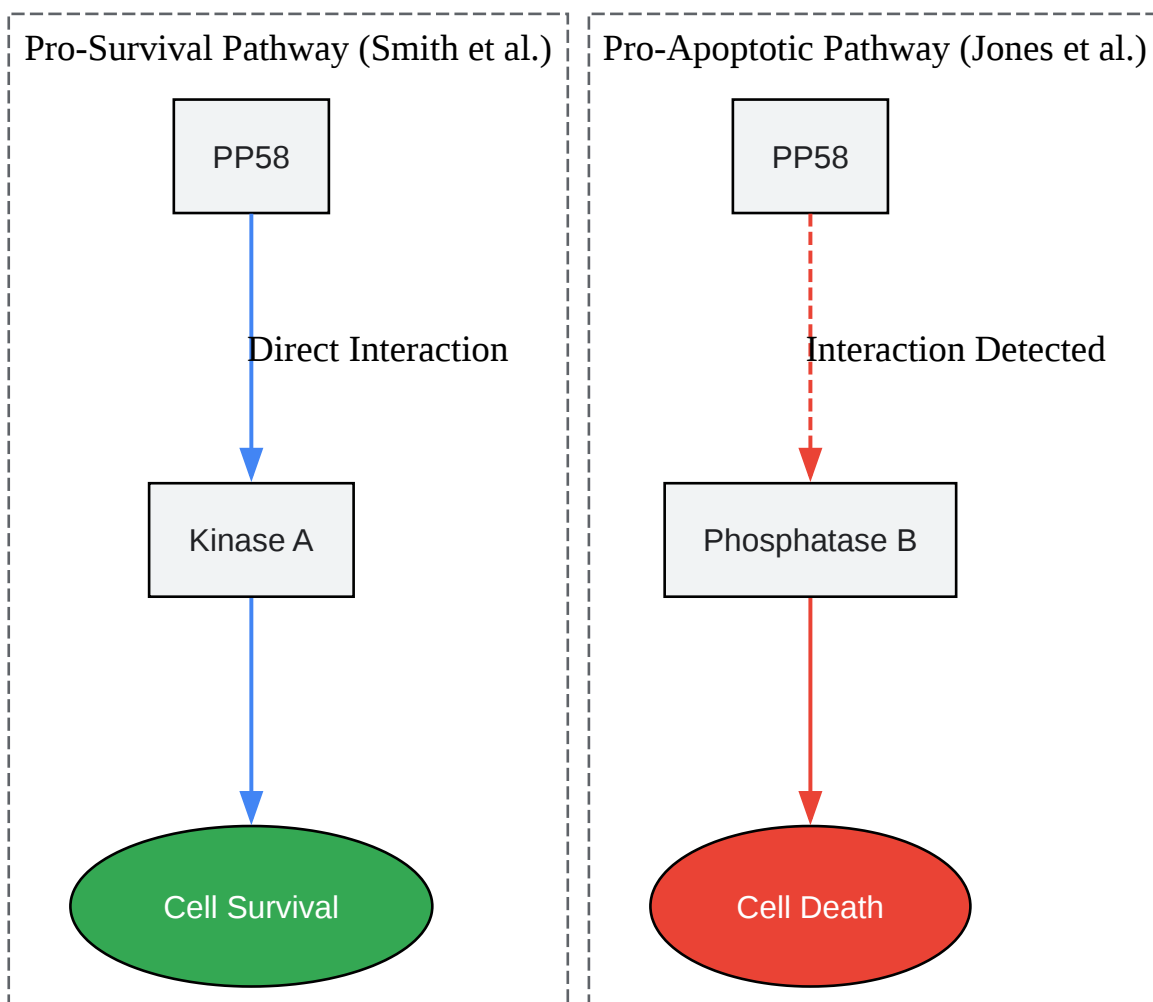 Pro-Survival Pathway (Smith et al.)
PP58
Direct Interaction
Kinase A
Cell Survival
Pro-Apoptotic Pathway (Jones et al.)
PP58
Interaction Detected
Phosphatase B
Cell Death